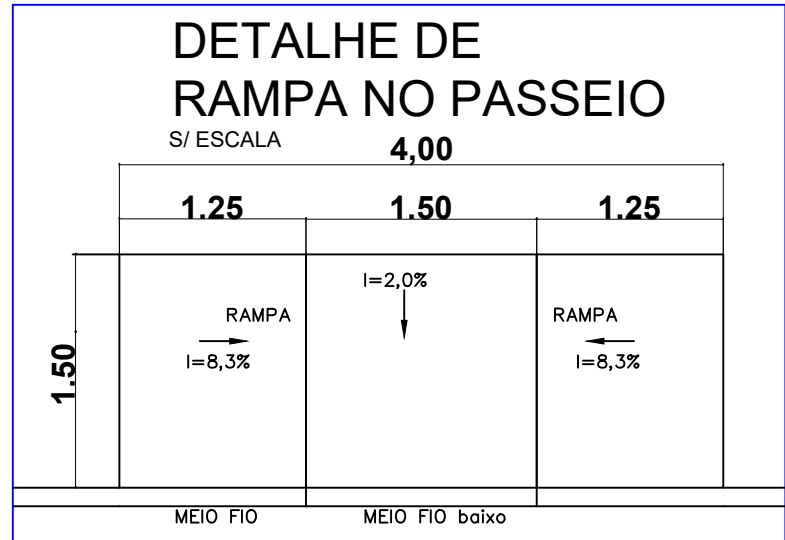 DETALHE DE
RAMPA NO PASSEIO
S/ ESCALA
4,00
1.25 1.50 1.25
I=2,0%
RAMPA RAMPA
I=8,3% I=8,3%
1.50
MEIO FIO MEIO FIO baixo